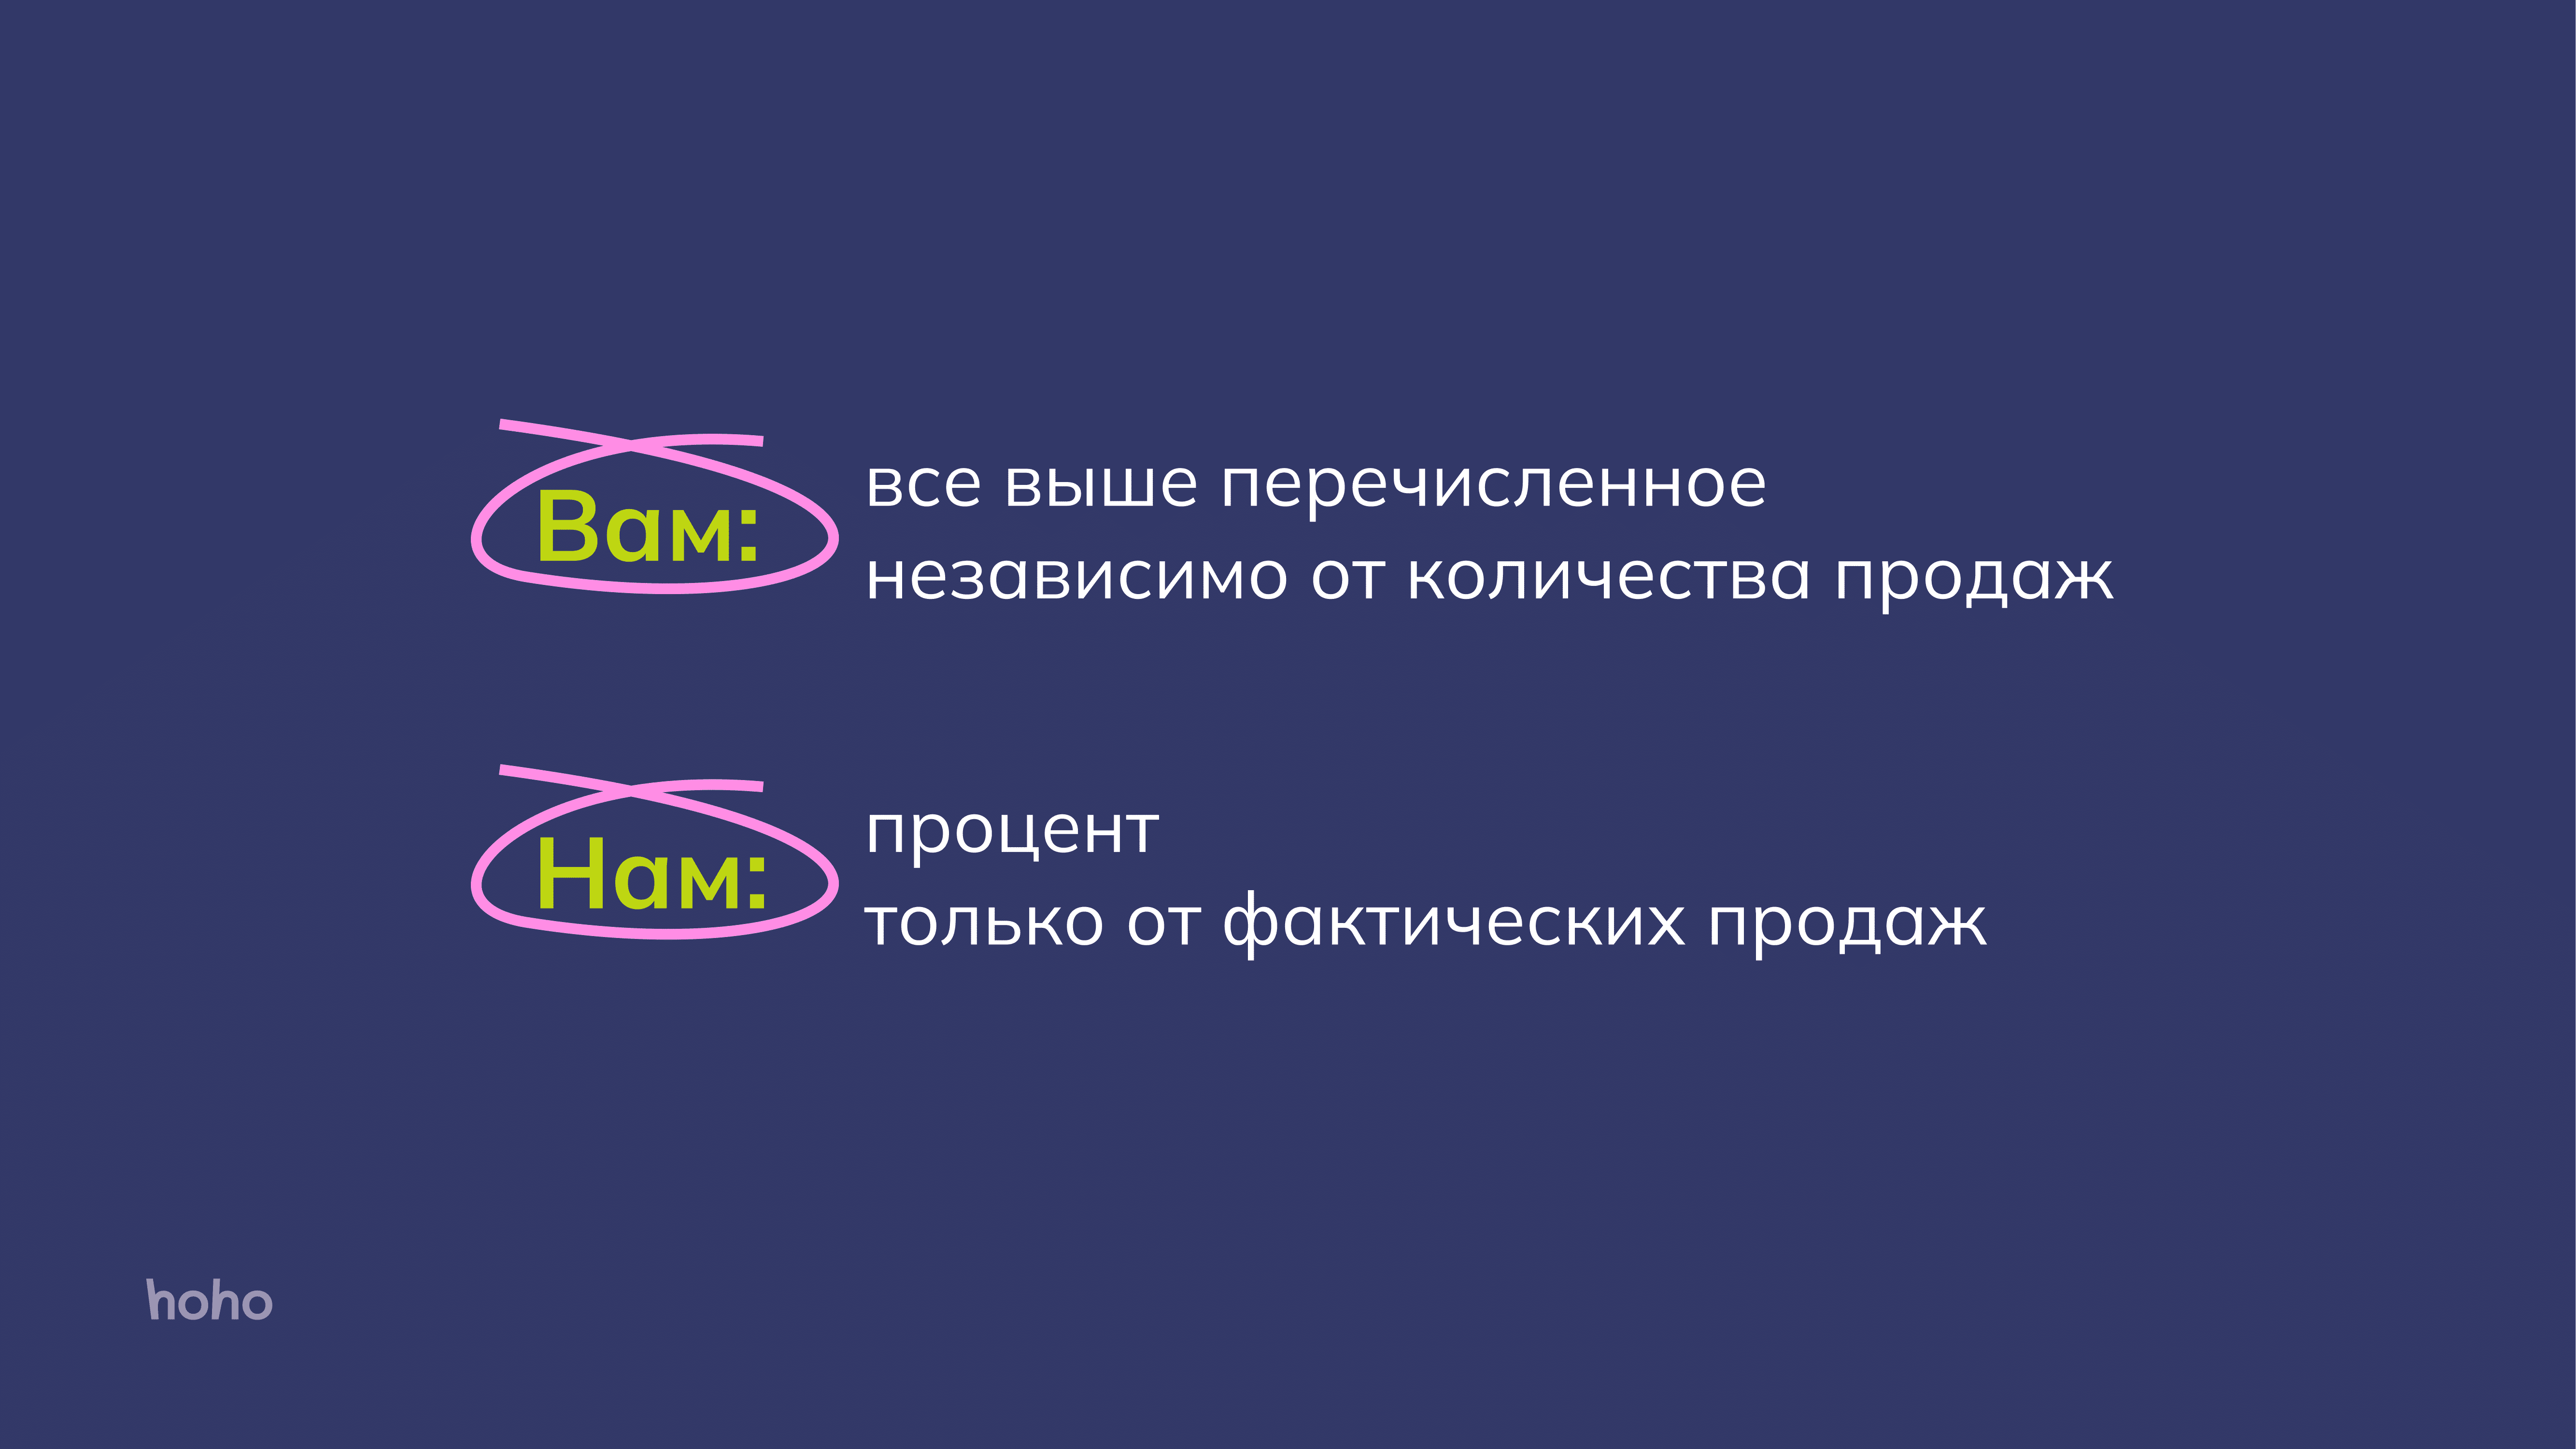 Вам:
все выше перечисленное
независимо от количества продаж
Нам:
процент
только от фактических продаж
hoho